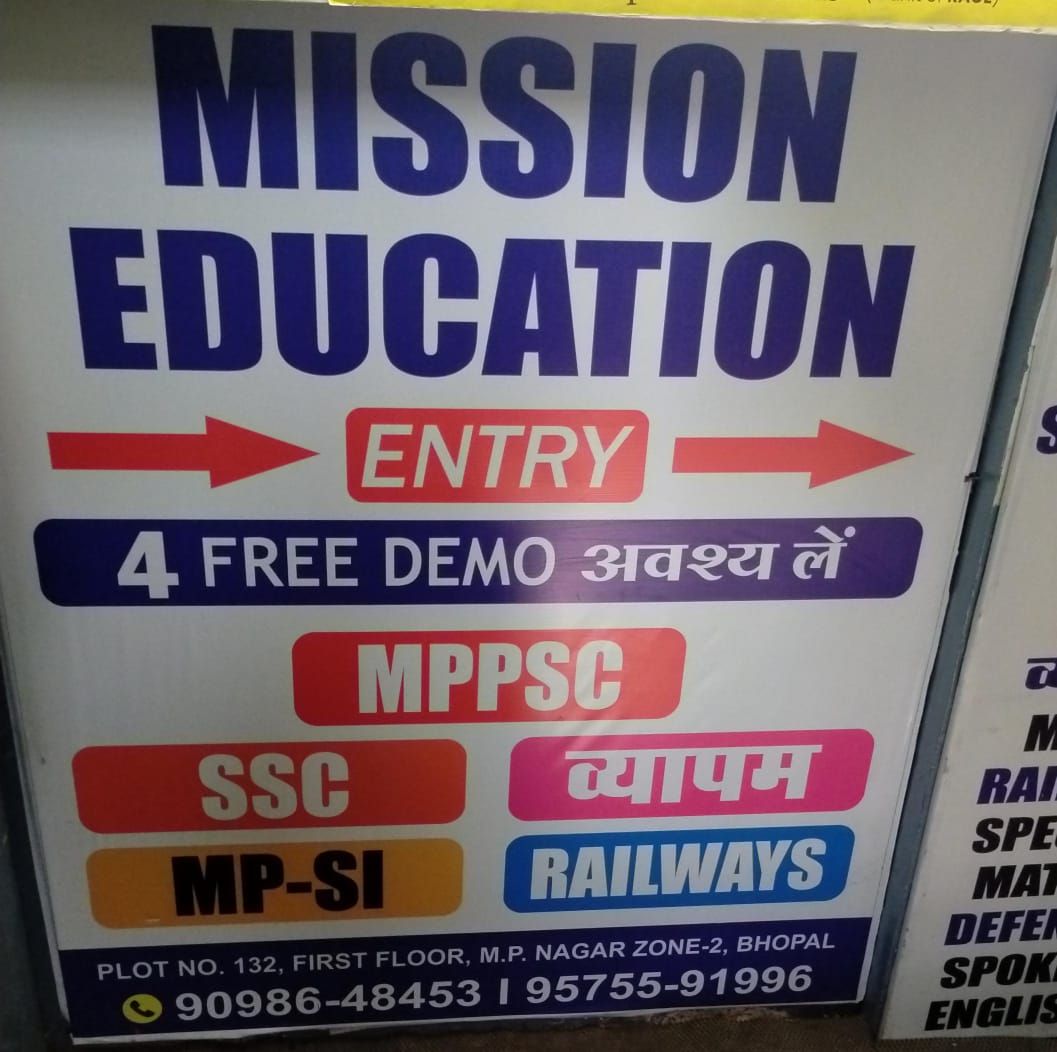 MISSION
EDUCATION
ENTRY
4 FREE DEMO अवश्य लें
MPPSC
SSC व्यापम
MP-SI RAILWAYS
PLOT NO. 132, FIRST FLOOR, M.P. NAGAR ZONE-2, BHOPAL
90986-48453 I 95755-91996